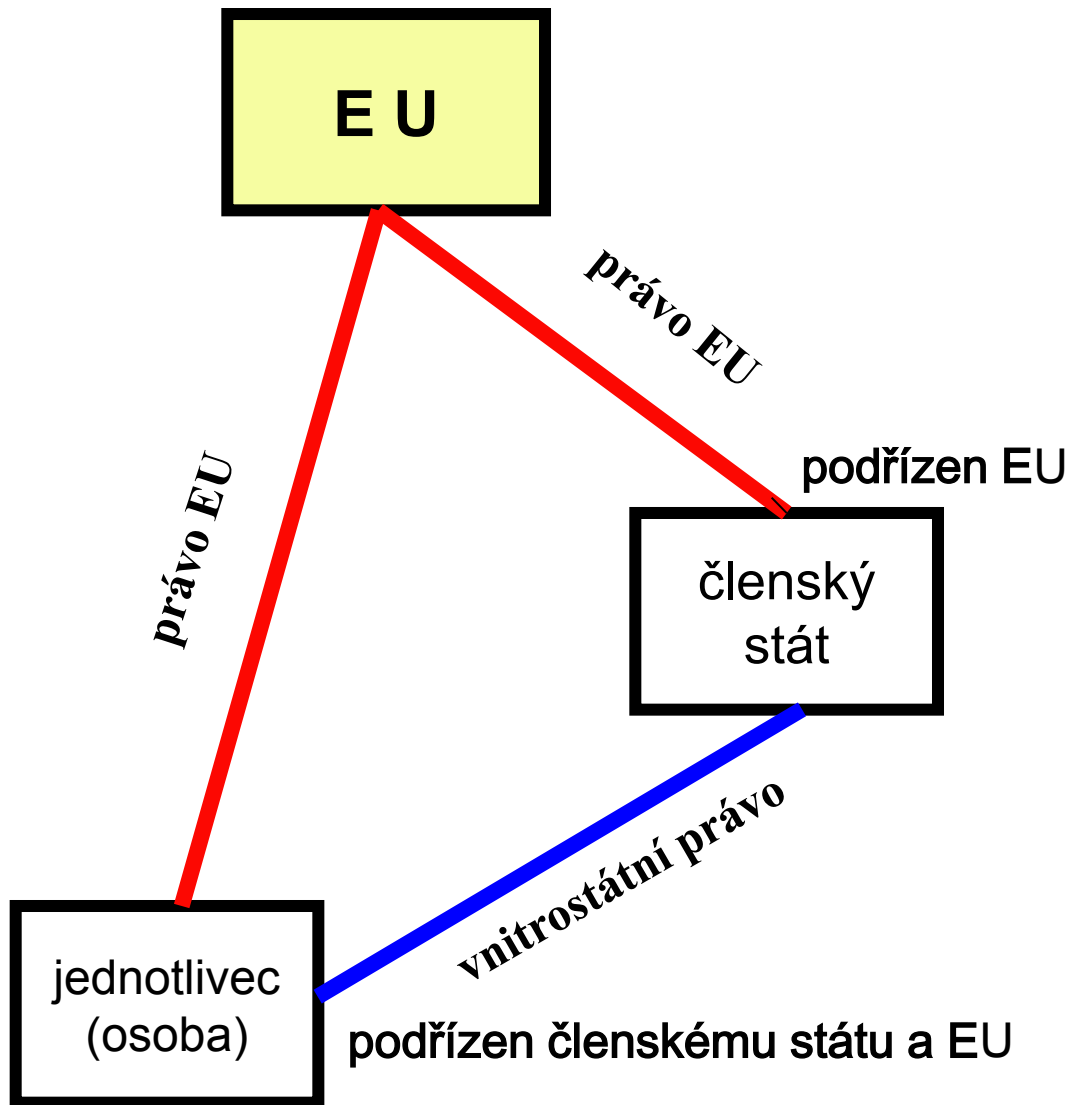 E U
právo EU
právo EU
podřízen EU
členský
stát
vnitrostátní právo
jednotlivec
(osoba)
podřízen členskému státu a EU